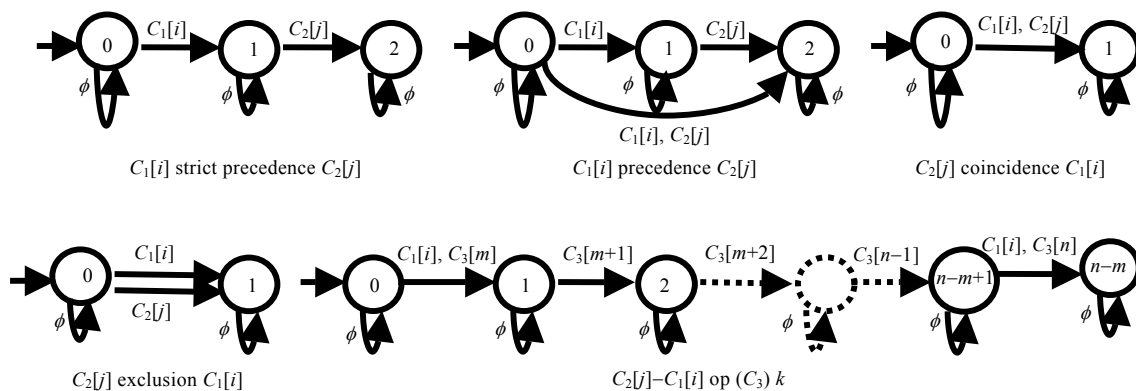 C₁[i] C₂[j] C₁[i] C₂[j] C₁[i], C₂[j]
0 1 2 0 1 2 0 1
ϕ ϕ ϕ ϕ ϕ ϕ ϕ ϕ
C₁[i], C₂[j]
C₁[i] strict precedence C₂[j] C₁[i] precedence C₂[j] C₂[j] coincidence C₁[i]
C₁[i] C₁[i], C₃[m] C₃[m+1] C₃[m+2] C₃[n−1] C₁[i], C₃[n]
0 1 0 1 2 n−m+1 n−m
C₂[j]
ϕ ϕ ϕ ϕ ϕ ϕ ϕ ϕ
C₂[j] exclusion C₁[i] C₂[j]−C₁[i] op (C₃) k